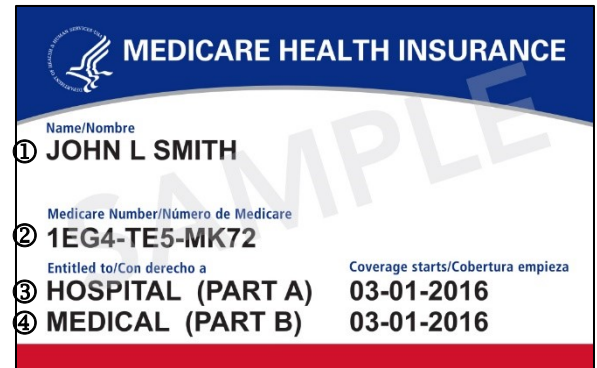 MEDICARE HEALTH INSURANCE
Name/Nombre
① JOHN L SMITH
Medicare Number/Número de Medicare
② 1EG4-TE5-MK72
Entitled to/Con derecho a Coverage starts/Cobertura empieza
③ HOSPITAL (PART A) 03-01-2016
④ MEDICAL (PART B) 03-01-2016
SAMPLE